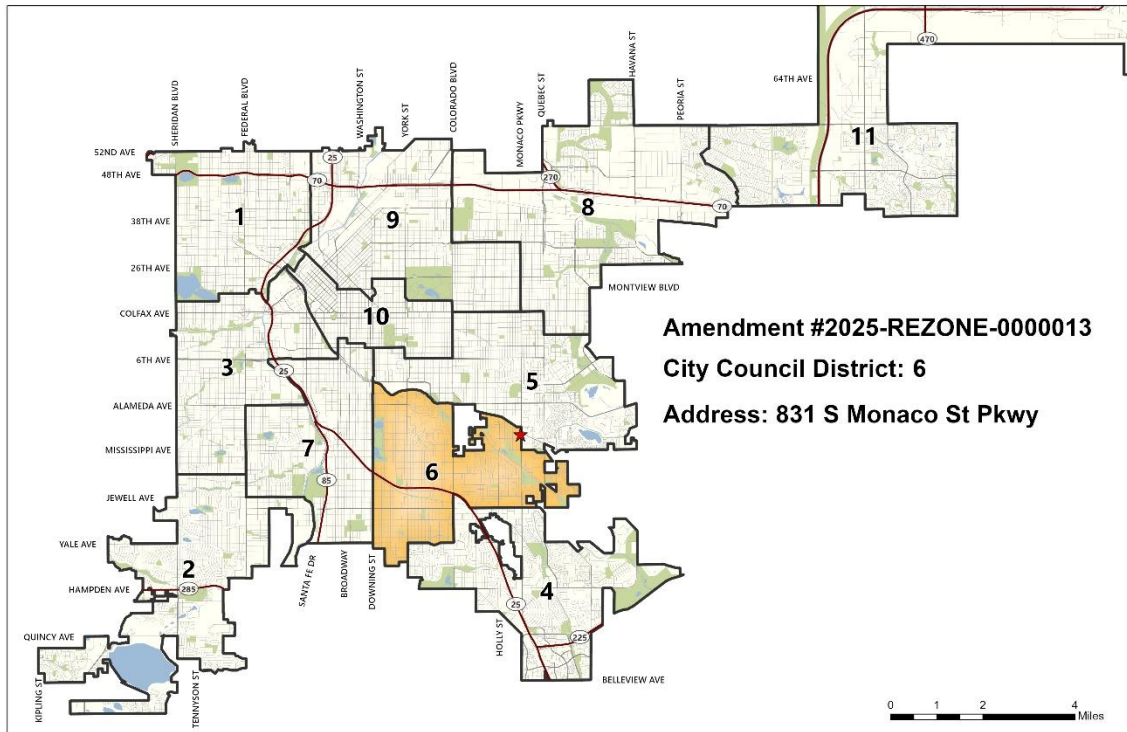 470
HAVANA ST
QUEBEC ST
SHERIDAN BLVD
FEDERAL BLVD
WASHINGTON ST
YORK ST
COLORADO BLVD
MONACO PKWY
PEORIA ST
64TH AVE
11
52ND AVE
25
48TH AVE
70
270
70
1
9
8
38TH AVE
26TH AVE
MONTVIEW BLVD
COLFAX AVE
10
Amendment #2025-REZONE-0000013
6TH AVE
3
25
5
City Council District: 6
ALAMEDA AVE
Address: 831 S Monaco St Pkwy
MISSISSIPPI AVE
7
6
85
JEWELL AVE
YALE AVE
2
HAMPDEN AVE
285
SANTA FE DR
BROADWAY
DOWNING ST
4
25
HOLLY ST
225
QUINCY AVE
BELLEVIEW AVE
KIPLING ST
TENNYSON ST
0 1 2 4
Miles